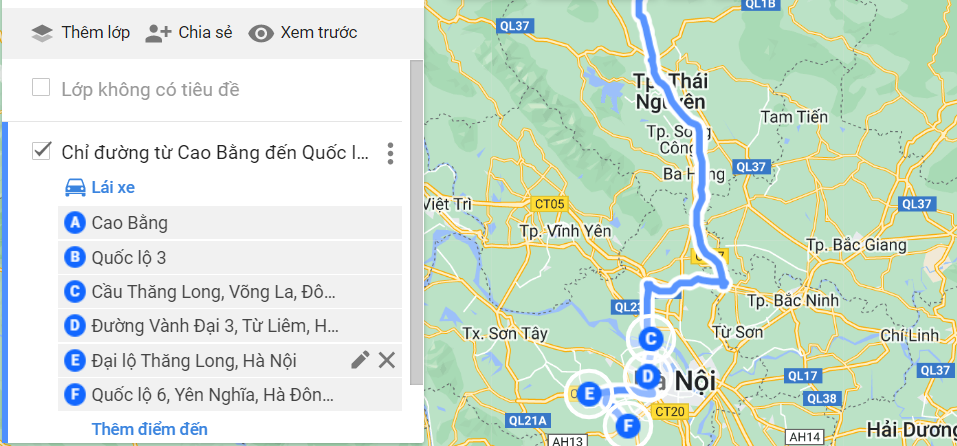 Thêm lớp
Chia sẻ
Xem trước
Lớp không có tiêu đề
Chỉ đường từ Cao Bằng đến Quốc l...
Lái xe
A Cao Bằng
B Quốc lộ 3
C Cầu Thăng Long, Võng La, Đô...
D Đường Vành Đại 3, Từ Liêm, H...
E Đại lộ Thăng Long, Hà Nội
F Quốc lộ 6, Yên Nghĩa, Hà Đôn...
Thêm điểm đến
QL1B
QL37
Tp. Thái
Nguyên
Tam Tiến
Tp. Sông
Công
Ba Hàng
QL37
QL37
Việt Trì
CT05
Tp. Vĩnh Yên
Tp. Bắc Giang
Tp. Bắc Ninh
Từ Sơn
Chí Linh
Tx. Sơn Tây
C
D
Nội
E
F
QL17
QL37
QL38
QL21A
CT20
AH13
AH14
Hải Dương